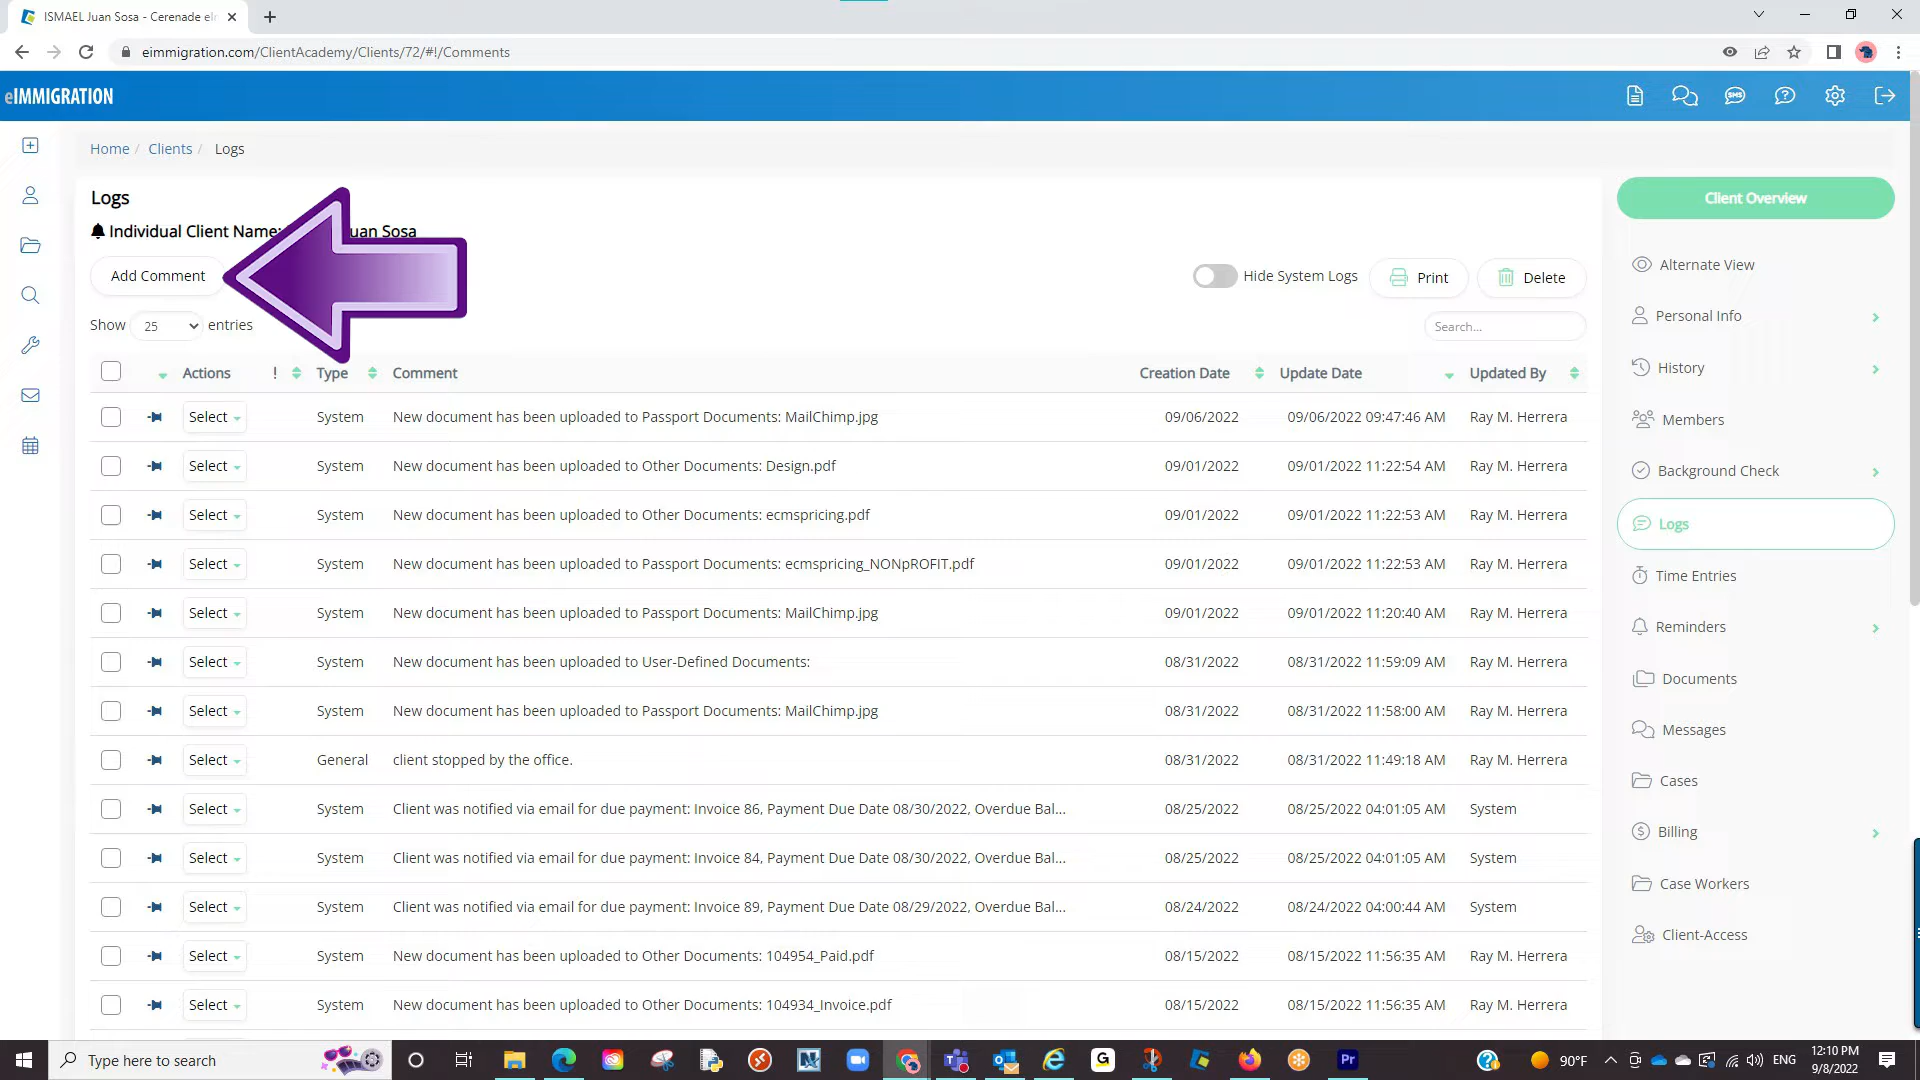 ISMAEL Juan Sosa - Cerenade eIn
eimmigration.com/ClientAcademy/Clients/72/#!/Comments
eIMMIGRATION
SMS
Home / Clients / Logs
Logs
Individual Client Name: Juan Sosa
Add Comment
Hide System Logs
Print
Delete
Show 25 entries
Search...
Actions ! Type Comment Creation Date Update Date Updated By
Select System New document has been uploaded to Passport Documents: MailChimp.jpg 09/06/2022 09/06/2022 09:47:46 AM Ray M. Herrera
Select System New document has been uploaded to Other Documents: Design.pdf 09/01/2022 09/01/2022 11:22:54 AM Ray M. Herrera
Select System New document has been uploaded to Other Documents: ecmspricing.pdf 09/01/2022 09/01/2022 11:22:53 AM Ray M. Herrera
Select System New document has been uploaded to Passport Documents: ecmspricing_NONpROFIT.pdf 09/01/2022 09/01/2022 11:22:53 AM Ray M. Herrera
Select System New document has been uploaded to Passport Documents: MailChimp.jpg 09/01/2022 09/01/2022 11:20:40 AM Ray M. Herrera
Select System New document has been uploaded to User-Defined Documents: 08/31/2022 08/31/2022 11:59:09 AM Ray M. Herrera
Select System New document has been uploaded to Passport Documents: MailChimp.jpg 08/31/2022 08/31/2022 11:58:00 AM Ray M. Herrera
Select General client stopped by the office. 08/31/2022 08/31/2022 11:49:18 AM Ray M. Herrera
Select System Client was notified via email for due payment: Invoice 86, Payment Due Date 08/30/2022, Overdue Bal... 08/25/2022 08/25/2022 04:01:05 AM System
Select System Client was notified via email for due payment: Invoice 84, Payment Due Date 08/30/2022, Overdue Bal... 08/25/2022 08/25/2022 04:01:05 AM System
Select System Client was notified via email for due payment: Invoice 89, Payment Due Date 08/29/2022, Overdue Bal... 08/24/2022 08/24/2022 04:00:44 AM System
Select System New document has been uploaded to Other Documents: 104954_Paid.pdf 08/15/2022 08/15/2022 11:56:35 AM Ray M. Herrera
Select System New document has been uploaded to Other Documents: 104934_Invoice.pdf 08/15/2022 08/15/2022 11:56:35 AM Ray M. Herrera
Client Overview
Alternate View
Personal Info
History
Members
Background Check
Logs
Time Entries
Reminders
Documents
Messages
Cases
Billing
Case Workers
Client-Access
Type here to search
G
Pr
90°F
ENG
12:10 PM
9/8/2022